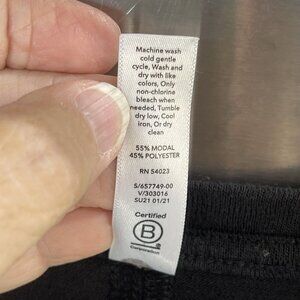 Machine wash
cold gentle
cycle, Wash and
dry with like
colors, Only
non-chlorine
bleach when
needed, Tumble
dry low, Cool
iron, Or dry
clean
55% MODAL
45% POLYESTER
RN 54023
S/657749-00
V/303016
SU21 01/21
Certified
B
Corporation